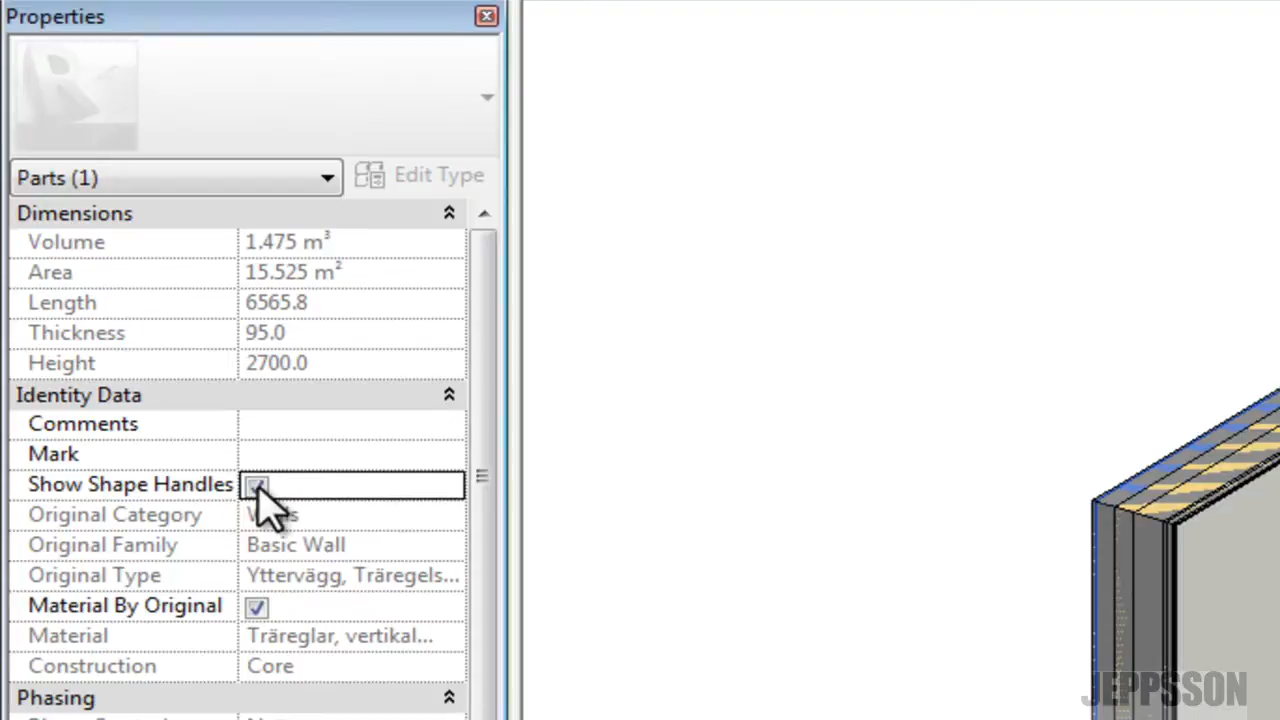 Properties
Parts (1)
Edit Type
Dimensions
Volume 1.475 m³
Area 15.525 m²
Length 6565.8
Thickness 95.0
Height 2700.0
Identity Data
Comments
Mark
Show Shape Handles
Original Category
Original Family Basic Wall
Original Type Yttervägg, Träregels...
Material By Original
Material Träreglar, vertikal...
Construction Core
Phasing
JEPPSSON